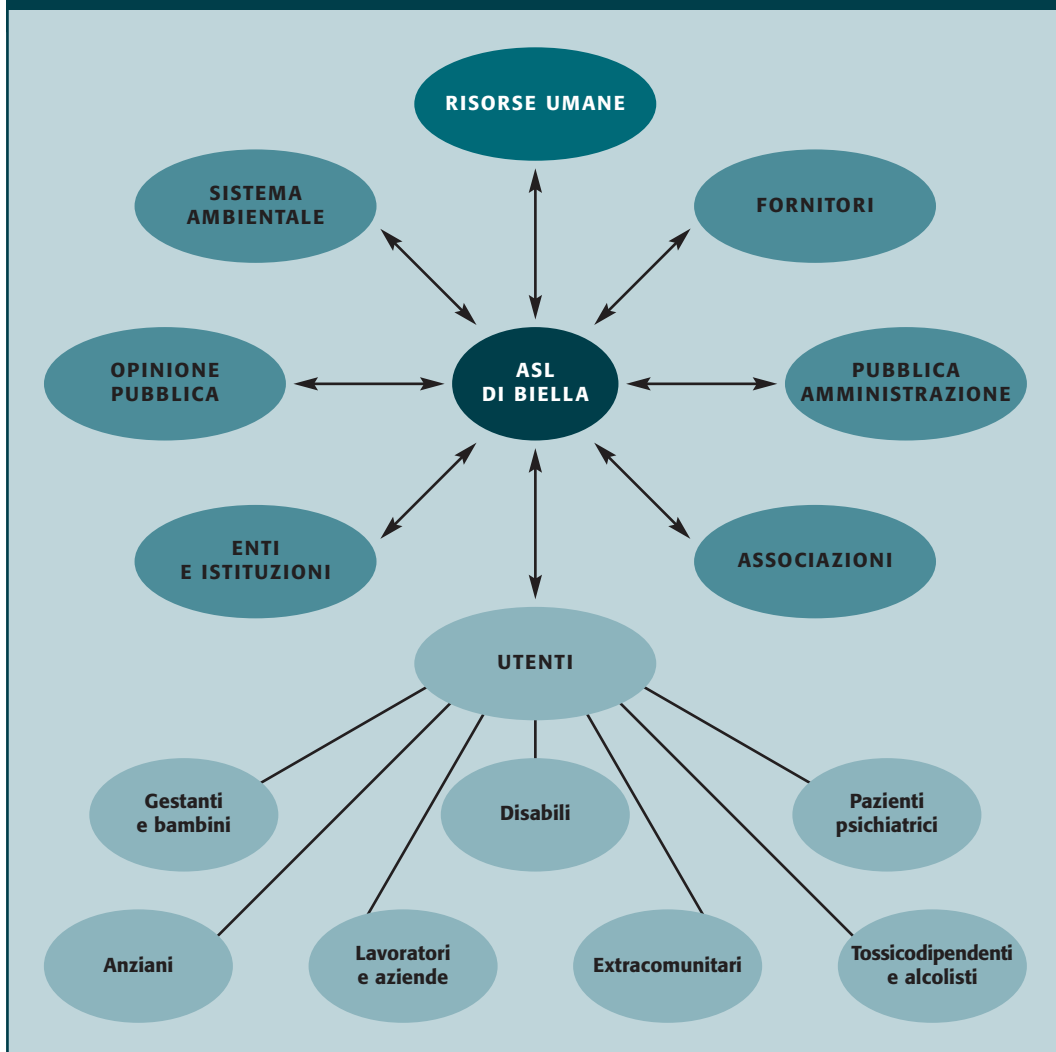 RISORSE UMANE
SISTEMA
AMBIENTALE
FORNITORI
OPINIONE
PUBBLICA
ASL
DI BIELLA
PUBBLICA
AMMINISTRAZIONE
ENTI
E ISTITUZIONI
ASSOCIAZIONI
UTENTI
Gestanti
e bambini
Disabili
Pazienti
psichiatrici
Anziani
Lavoratori
e aziende
Extracomunitari
Tossicodipendenti
e alcolisti